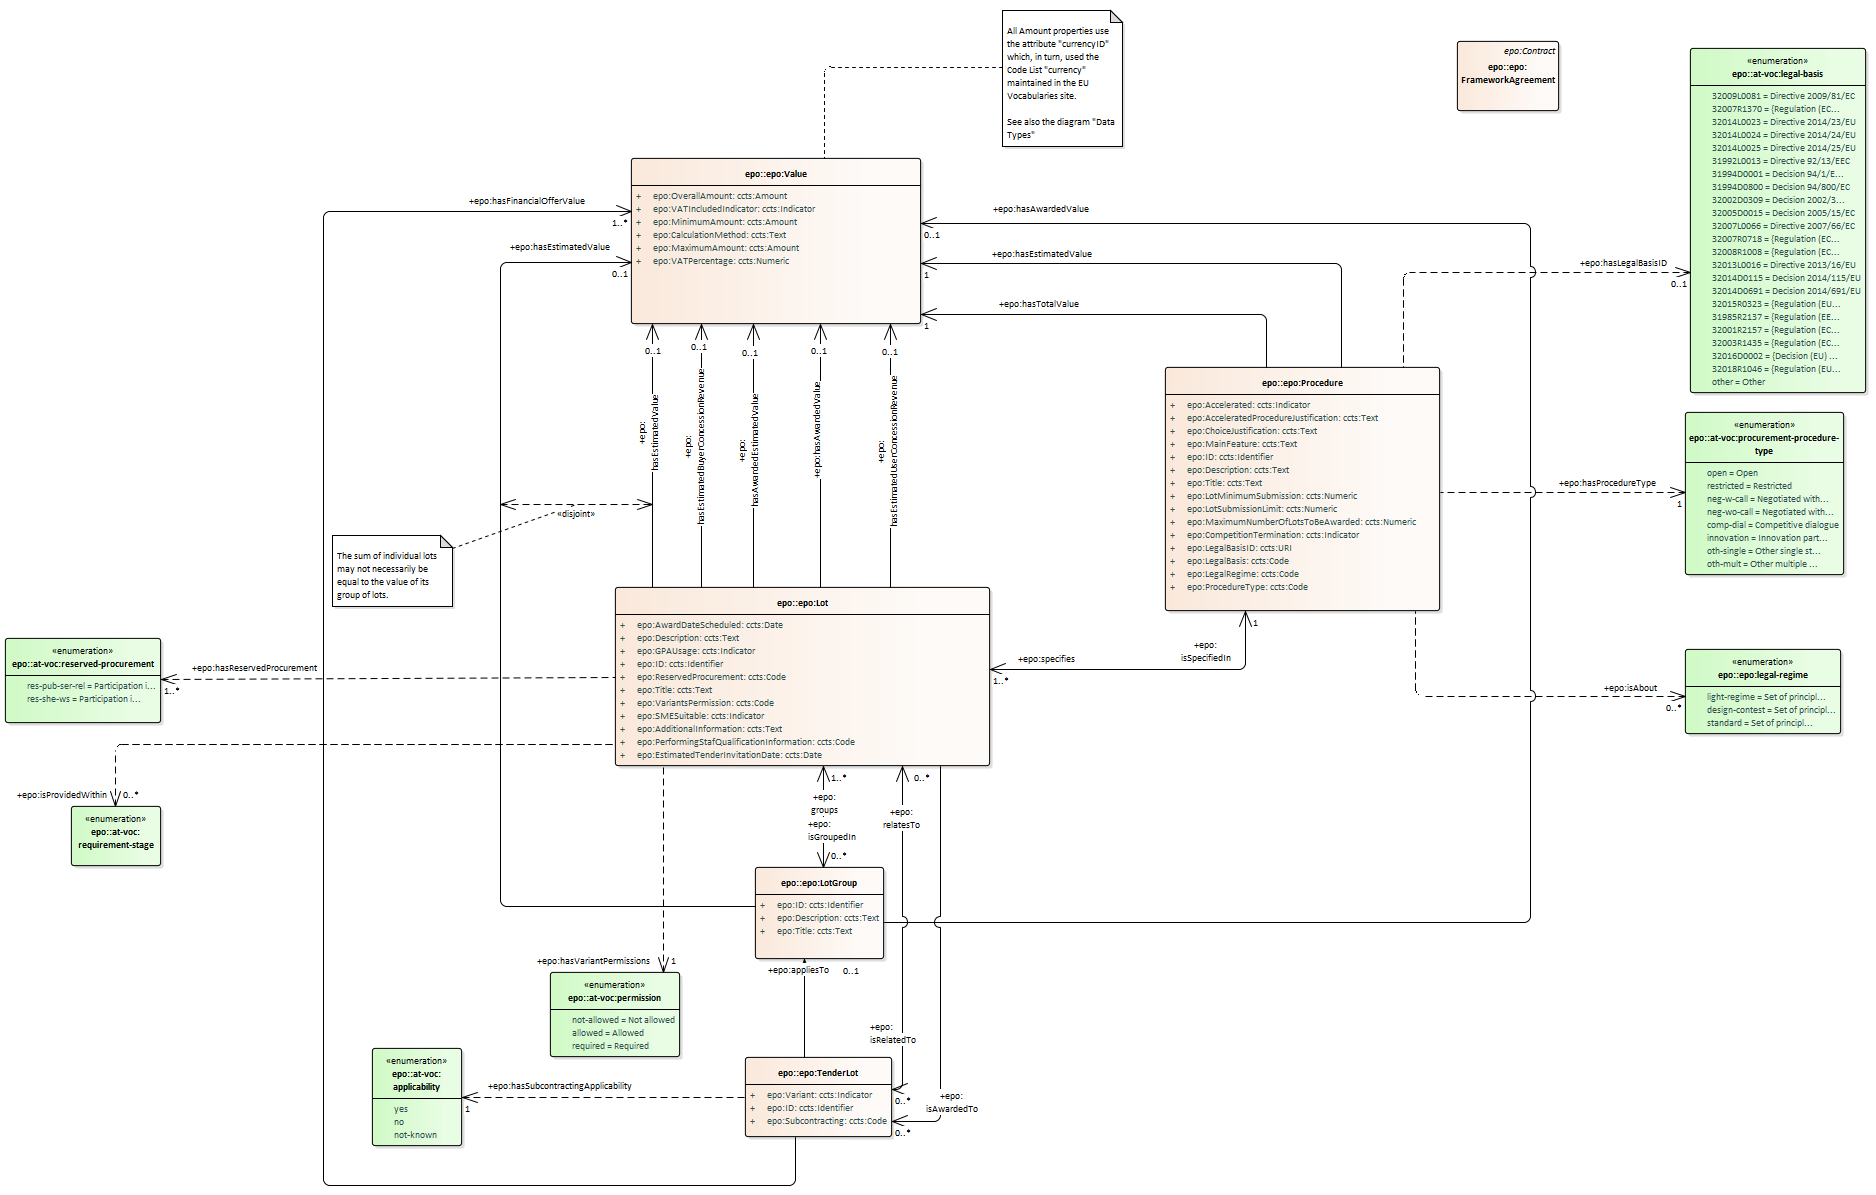 All Amount properties use
the attribute "currencyID"
which, in turn, used the
Code List "currency"
maintained in the EU
Vocabularies site.
See also the diagram "Data
Types"
epo:Contract
epo::epo:
FrameworkAgreement
«enumeration»
epo::at-voc:legal-basis
32009L0081 = Directive 2009/81/EC
32007R1370 = {Regulation (EC...
32014L0023 = Directive 2014/23/EU
32014L0024 = Directive 2014/24/EU
32014L0025 = Directive 2014/25/EU
31992L0013 = Directive 92/13/EEC
31994D0001 = Decision 94/1/E...
31994D0800 = Decision 94/800/EC
32002D0309 = Decision 2002/3...
32005D0015 = Decision 2005/15/EC
32007L0066 = Directive 2007/66/EC
32007R0718 = {Regulation (EC...
32008R1008 = {Regulation (EC...
32013L0016 = Directive 2013/16/EU
32014D0115 = Decision 2014/115/EU
32014D0691 = Decision 2014/691/EU
32015R0323 = {Regulation (EU...
31985R2137 = {Regulation (EE...
32001R2157 = {Regulation (EC...
32003R1435 = {Regulation (EC...
32016D0002 = {Decision (EU) ...
32018R1046 = {Regulation (EU...
other = Other
epo::epo:Value
+ epo:OverallAmount: ccts:Amount
+ epo:VATIncludedIndicator: ccts:Indicator
+ epo:MinimumAmount: ccts:Amount
+ epo:CalculationMethod: ccts:Text
+ epo:MaximumAmount: ccts:Amount
+ epo:VATPercentage: ccts:Numeric
+epo:hasFinancialOfferValue
1..*
+epo:hasEstimatedValue
0..1
+epo:hasAwardedValue
0..1
+epo:hasEstimatedValue
1
+epo:hasTotalValue
1
+epo:hasLegalBasisID
0..1
0..1
0..1
0..1
0..1
0..1
+epo:
hasEstimatedValue
+epo:
hasEstimatedBuyerConcessionRevenue
+epo:
hasAwardedEstimatedValue
+epo:hasAwardedValue
+epo:
hasEstimatedUserConcessionRevenue
epo::epo:Procedure
+ epo:Accelerated: ccts:Indicator
+ epo:AcceleratedProcedureJustification: ccts:Text
+ epo:ChoiceJustification: ccts:Text
+ epo:MainFeature: ccts:Text
+ epo:ID: ccts:Identifier
+ epo:Description: ccts:Text
+ epo:Title: ccts:Text
+ epo:LotMinimumSubmission: ccts:Numeric
+ epo:LotSubmissionLimit: ccts:Numeric
+ epo:MaximumNumberOfLotsToBeAwarded: ccts:Numeric
+ epo:CompetitionTermination: ccts:Indicator
+ epo:LegalBasisID: ccts:URI
+ epo:LegalBasis: ccts:Code
+ epo:LegalRegime: ccts:Code
+ epo:ProcedureType: ccts:Code
«enumeration»
epo::at-voc:procurement-procedure-
type
open = Open
restricted = Restricted
neg-w-call = Negotiated with...
neg-wo-call = Negotiated with...
comp-dial = Competitive dialogue
innovation = Innovation part...
oth-single = Other single st...
oth-mult = Other multiple ...
+epo:hasProcedureType
1
«disjoint»
The sum of individual lots
may not necessarily be
equal to the value of its
group of lots.
epo::epo:Lot
+ epo:AwardDateScheduled: ccts:Date
+ epo:Description: ccts:Text
+ epo:GPAUsage: ccts:Indicator
+ epo:ID: ccts:Identifier
+ epo:ReservedProcurement: ccts:Code
+ epo:Title: ccts:Text
+ epo:VariantsPermission: ccts:Code
+ epo:SMESuitable: ccts:Indicator
+ epo:AdditionalInformation: ccts:Text
+ epo:PerformingStafQualificationInformation: ccts:Code
+ epo:EstimatedTenderInvitationDate: ccts:Date
1
+epo:
isSpecifiedIn
+epo:specifies
1..*
«enumeration»
epo::epo:legal-regime
light-regime = Set of principl...
design-contest = Set of principl...
standard = Set of principl...
+epo:isAbout
0..*
«enumeration»
epo::at-voc:reserved-procurement
res-pub-ser-rel = Participation i...
res-she-ws = Participation i...
+epo:hasReservedProcurement
1..*
+epo:isProvidedWithin
0..*
«enumeration»
epo::at-voc:
requirement-stage
1..*
+epo:
groups
+epo:
isGroupedIn
0..*
0..*
+epo:
relatesTo
epo::epo:LotGroup
+ epo:ID: ccts:Identifier
+ epo:Description: ccts:Text
+ epo:Title: ccts:Text
+epo:appliesTo
0..1
+epo:hasVariantPermissions
1
«enumeration»
epo::at-voc:permission
not-allowed = Not allowed
allowed = Allowed
required = Required
+epo:
isRelatedTo
0..*
«enumeration»
epo::at-voc:
applicability
yes
no
not-known
+epo:hasSubcontractingApplicability
1
epo::epo:TenderLot
+ epo:Variant: ccts:Indicator
+ epo:ID: ccts:Identifier
+ epo:Subcontracting: ccts:Code
+epo:
isAwardedTo
0..*